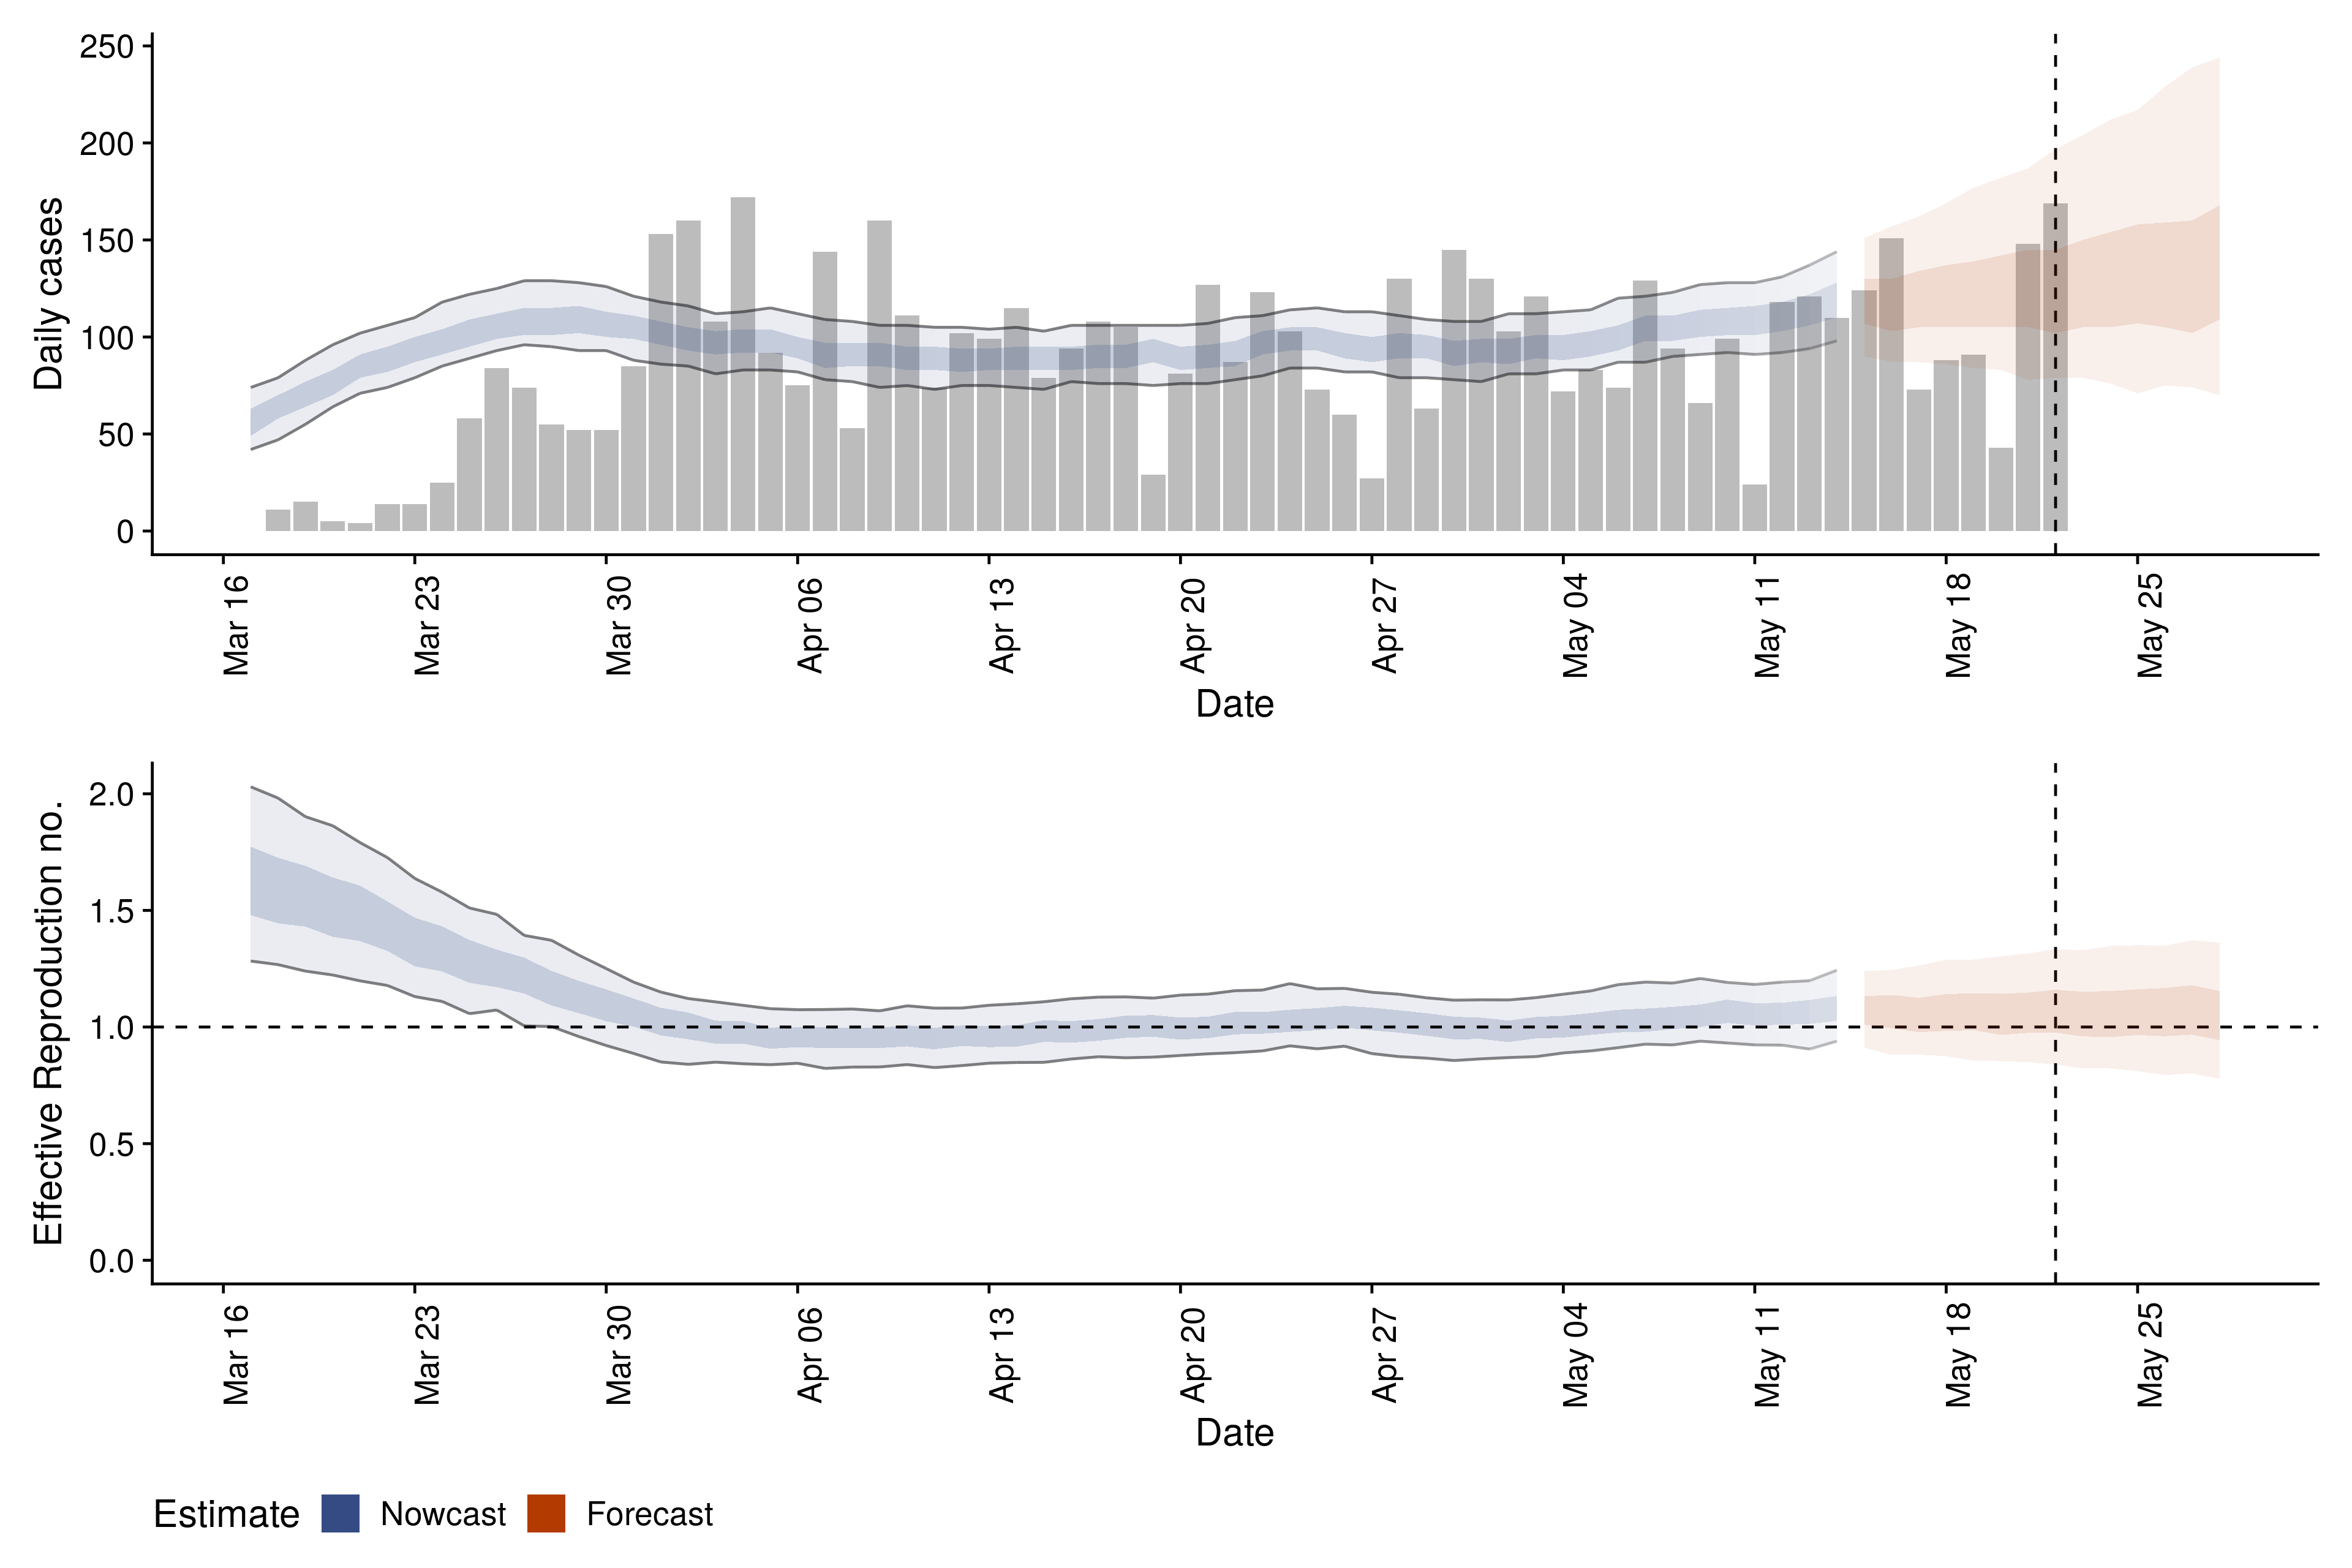 250
200
150
100
50
0
Daily cases
Mar 16
Mar 23
Mar 30
Apr 06
Apr 13
Apr 20
Apr 27
May 04
May 11
May 18
May 25
Date
2.0
1.5
1.0
0.5
0.0
Effective Reproduction no.
Mar 16
Mar 23
Mar 30
Apr 06
Apr 13
Apr 20
Apr 27
May 04
May 11
May 18
May 25
Date
Estimate Nowcast Forecast